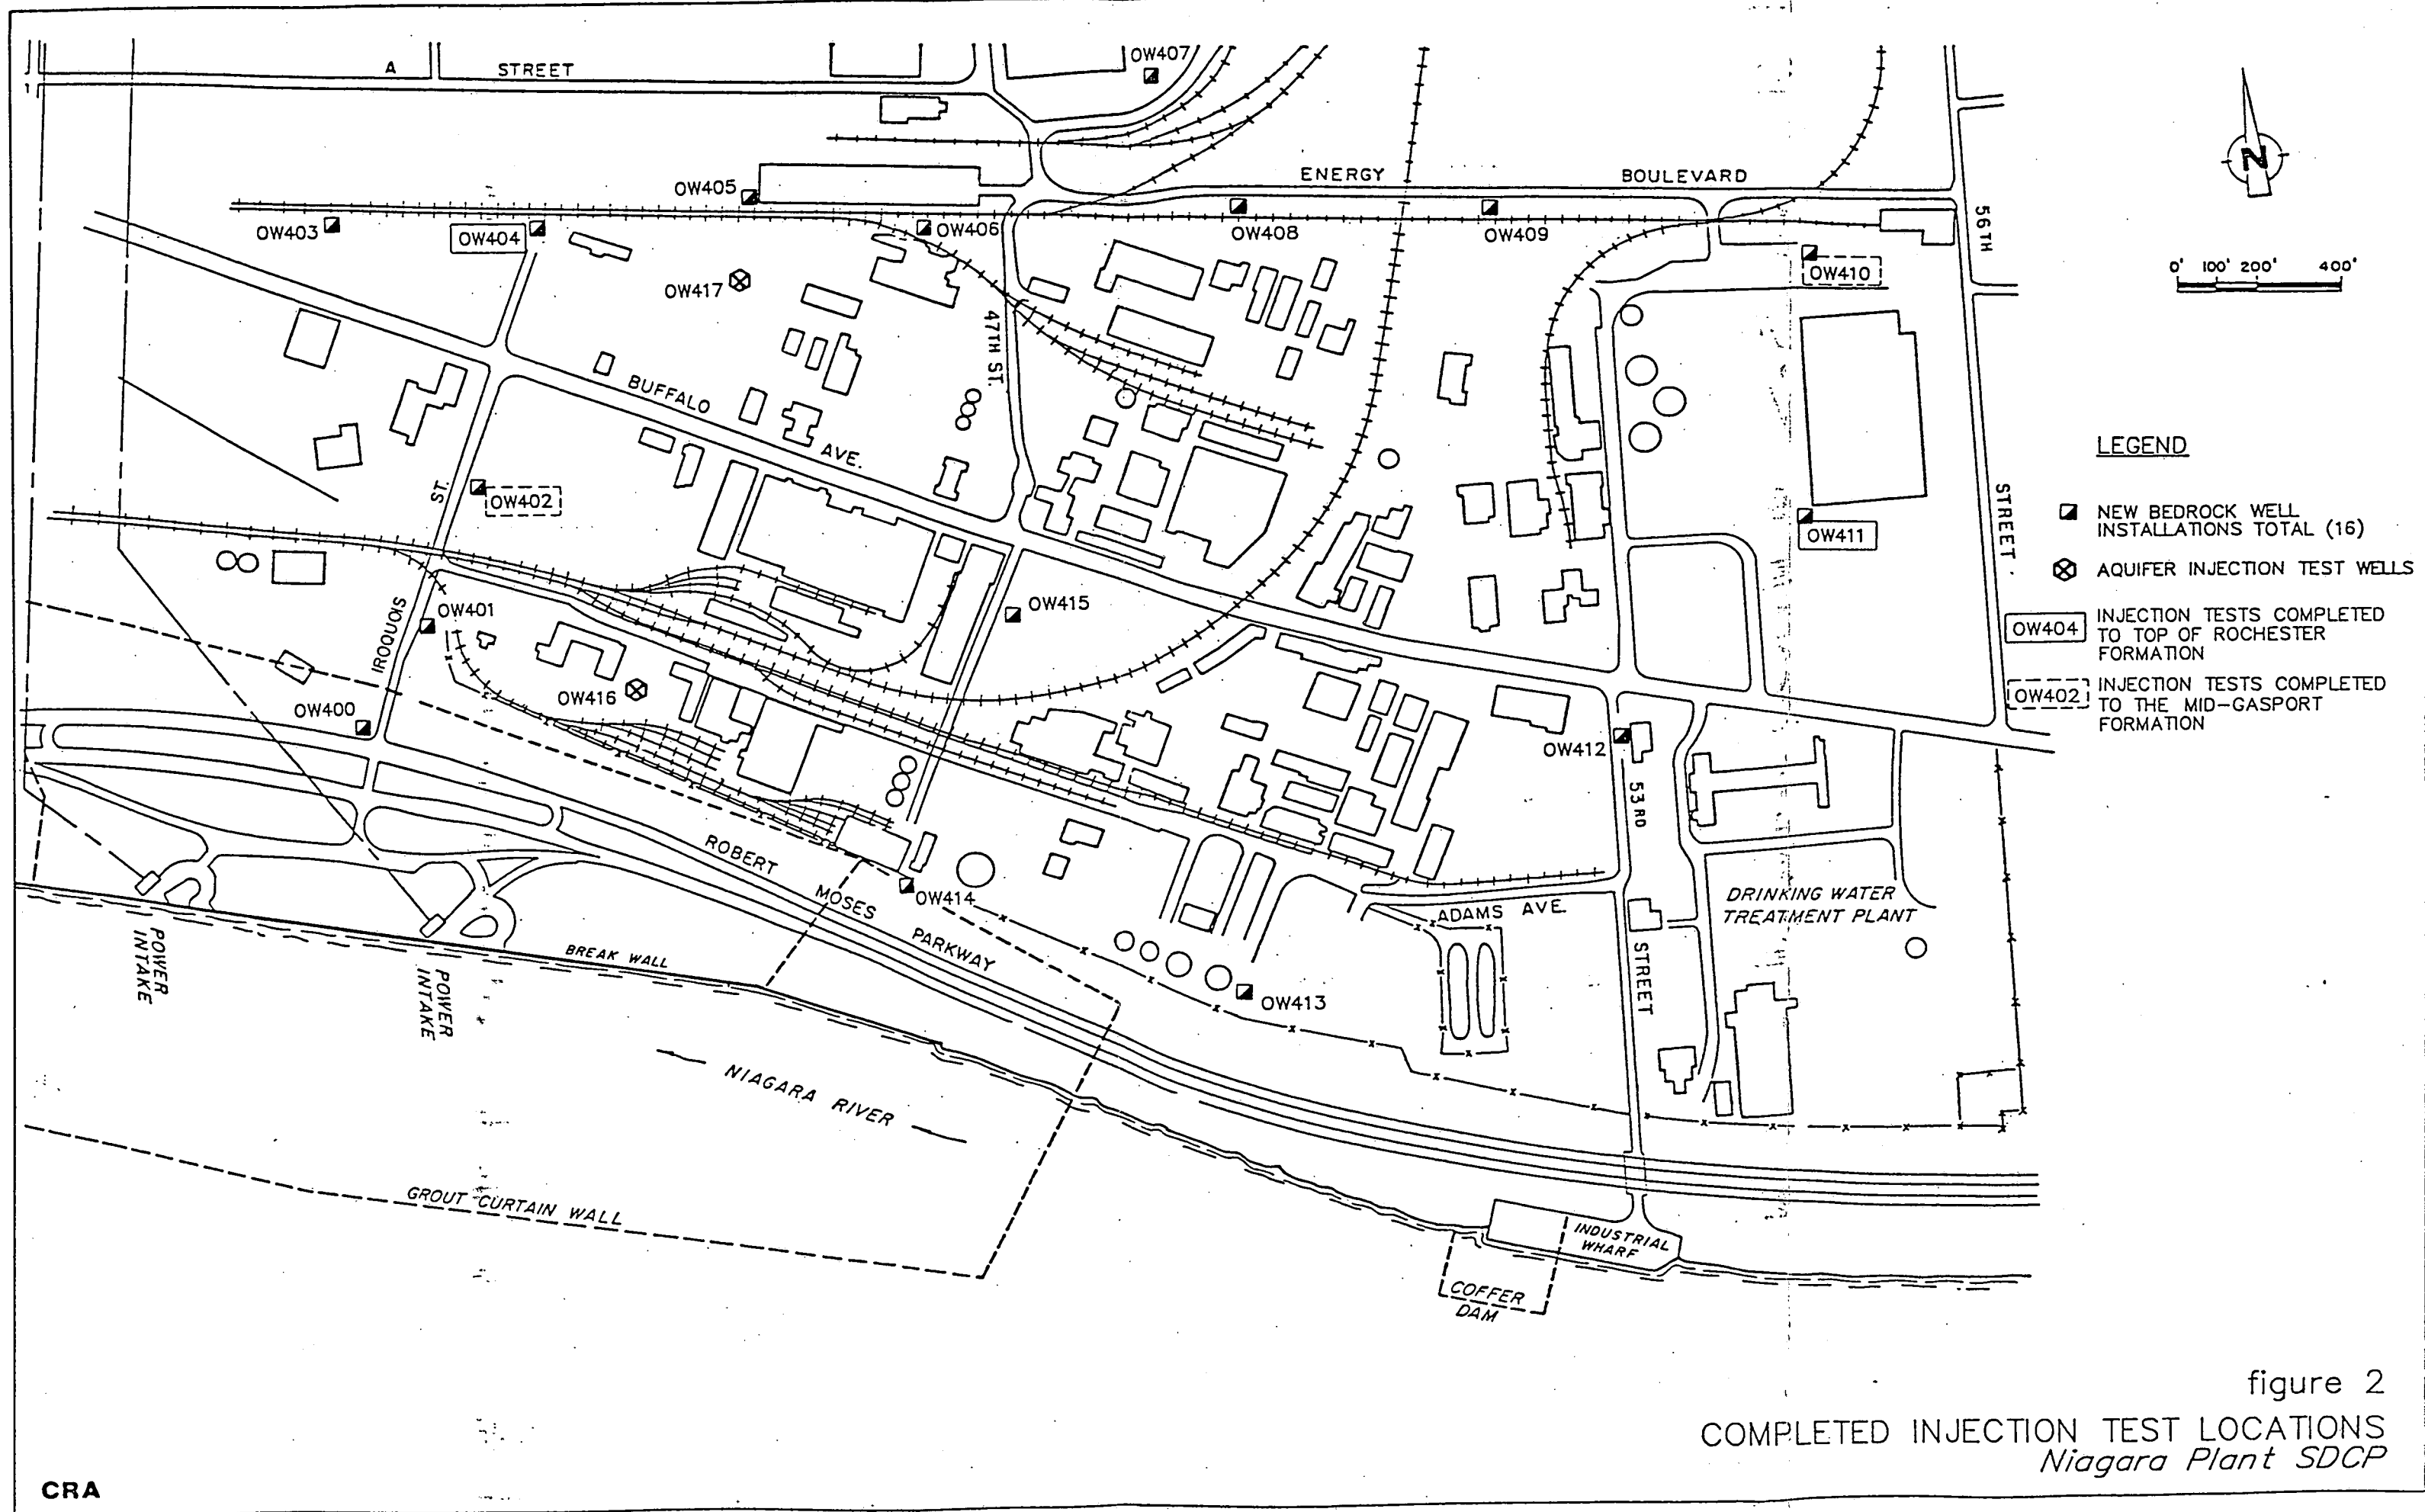 A STREET
OW407
OW405
ENERGY BOULEVARD
OW403
OW404
OW406
OW408
OW409
56TH STREET.
OW410
OW417
47TH ST.
N
0' 100' 200' 400'
BUFFALO AVE.
IROQUOIS ST.
OW402
OW411
OW401
OW415
OW416
OW400
OW412
53RD STREET
ROBERT MOSES PARKWAY
OW414
ADAMS AVE.
DRINKING WATER
TREATMENT PLANT
OW413
BREAK WALL
POWER
INTAKE
POWER
INTAKE
NIAGARA RIVER
GROUT CURTAIN WALL
INDUSTRIAL
WHARF
COFFER
DAM
LEGEND
NEW BEDROCK WELL
INSTALLATIONS TOTAL (16)
AQUIFER INJECTION TEST WELLS
OW404
INJECTION TESTS COMPLETED
TO TOP OF ROCHESTER
FORMATION
OW402
INJECTION TESTS COMPLETED
TO THE MID-GASPORT
FORMATION
figure 2
COMPLETED INJECTION TEST LOCATIONS
Niagara Plant SDCP
CRA